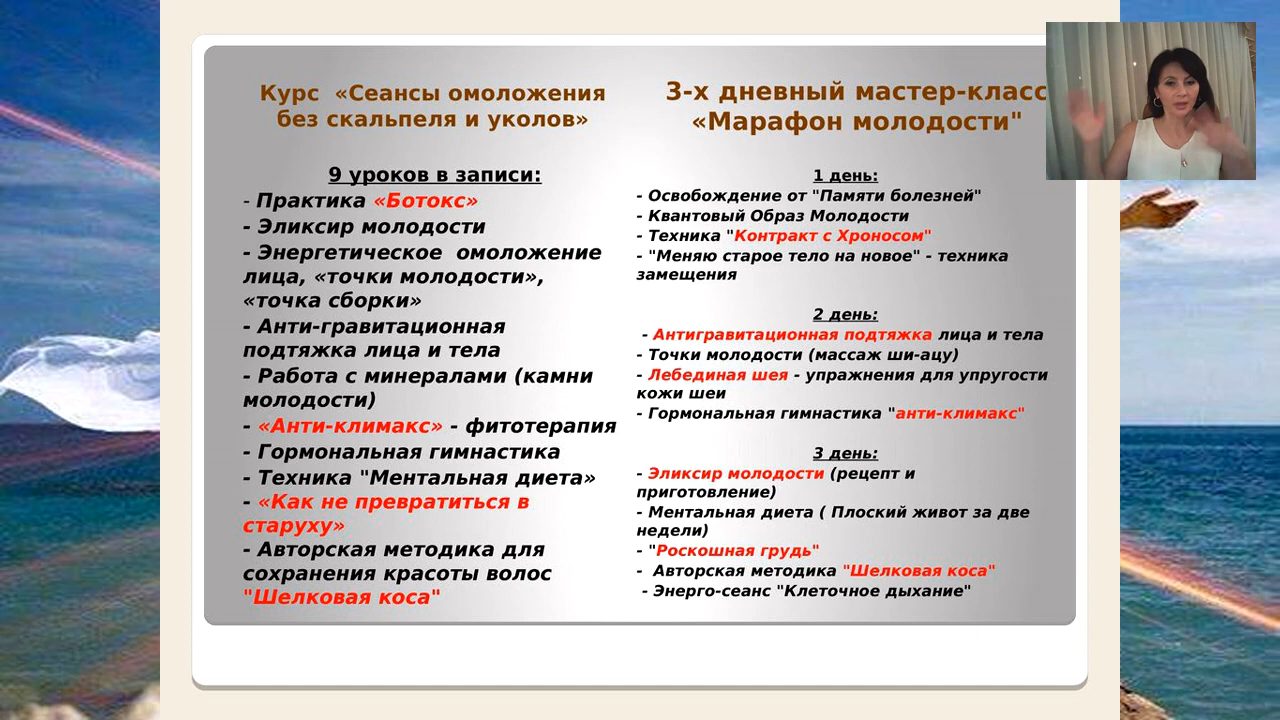 Курс «Сеансы омоложения
без скальпеля и уколов»
9 уроков в записи:
- Практика «Ботокс»
- Эликсир молодости
- Энергетическое омоложение
лица, «точки молодости»,
«точка сборки»
- Анти-гравитационная
подтяжка лица и тела
- Работа с минералами (камни
молодости)
- «Анти-климакс» - фитотерапия
- Гормональная гимнастика
- Техника "Ментальная диета»
- «Как не превратиться в
старуху»
- Авторская методика для
сохранения красоты волос
"Шелковая коса"
3-х дневный мастер-класс
«Марафон молодости"
1 день:
- Освобождение от "Памяти болезней"
- Квантовый Образ Молодости
- Техника "Контракт с Хроносом"
- "Меняю старое тело на новое" - техника
замещения
2 день:
- Антигравитационная подтяжка лица и тела
- Точки молодости (массаж ши-ацу)
- Лебединая шея - упражнения для упругости
кожи шеи
- Гормональная гимнастика "анти-климакс"
3 день:
- Эликсир молодости (рецепт и
приготовление)
- Ментальная диета ( Плоский живот за две
недели)
- "Роскошная грудь"
- Авторская методика "Шелковая коса"
- Энерго-сеанс "Клеточное дыхание"